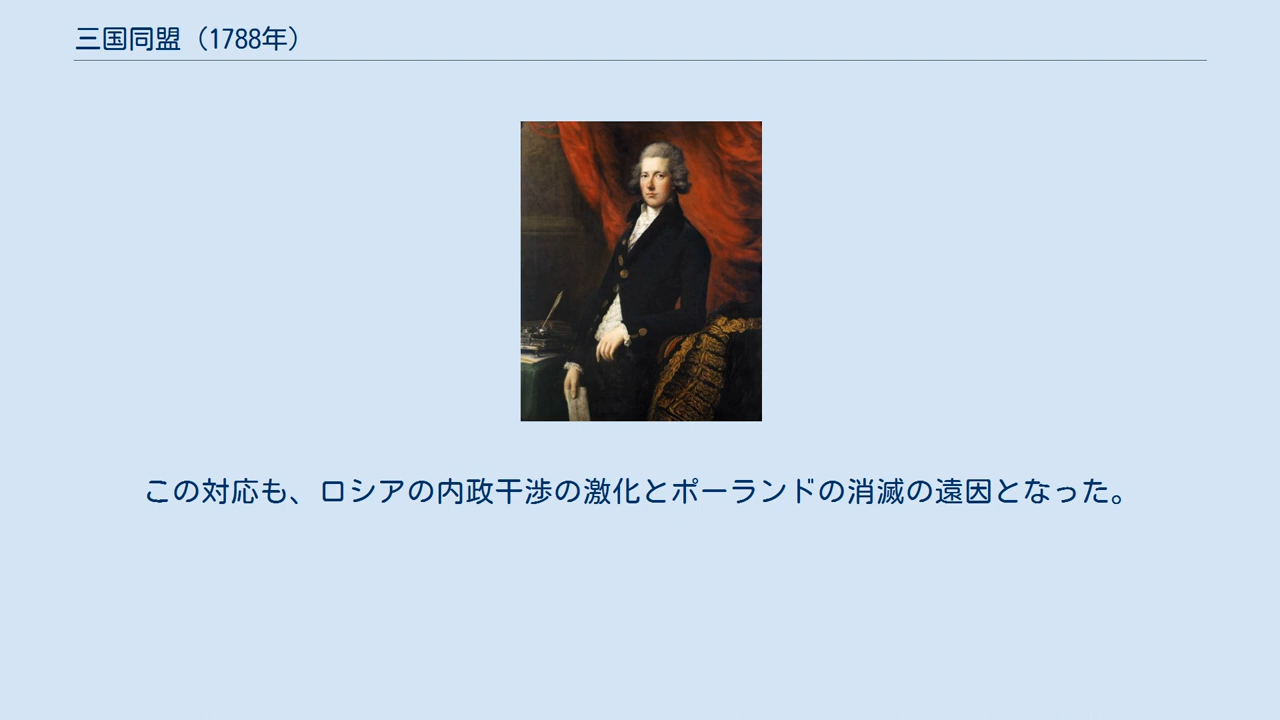 三国同盟（1788年）
この対応も、ロシアの内政干渉の激化とポーランドの消滅の遠因となった。